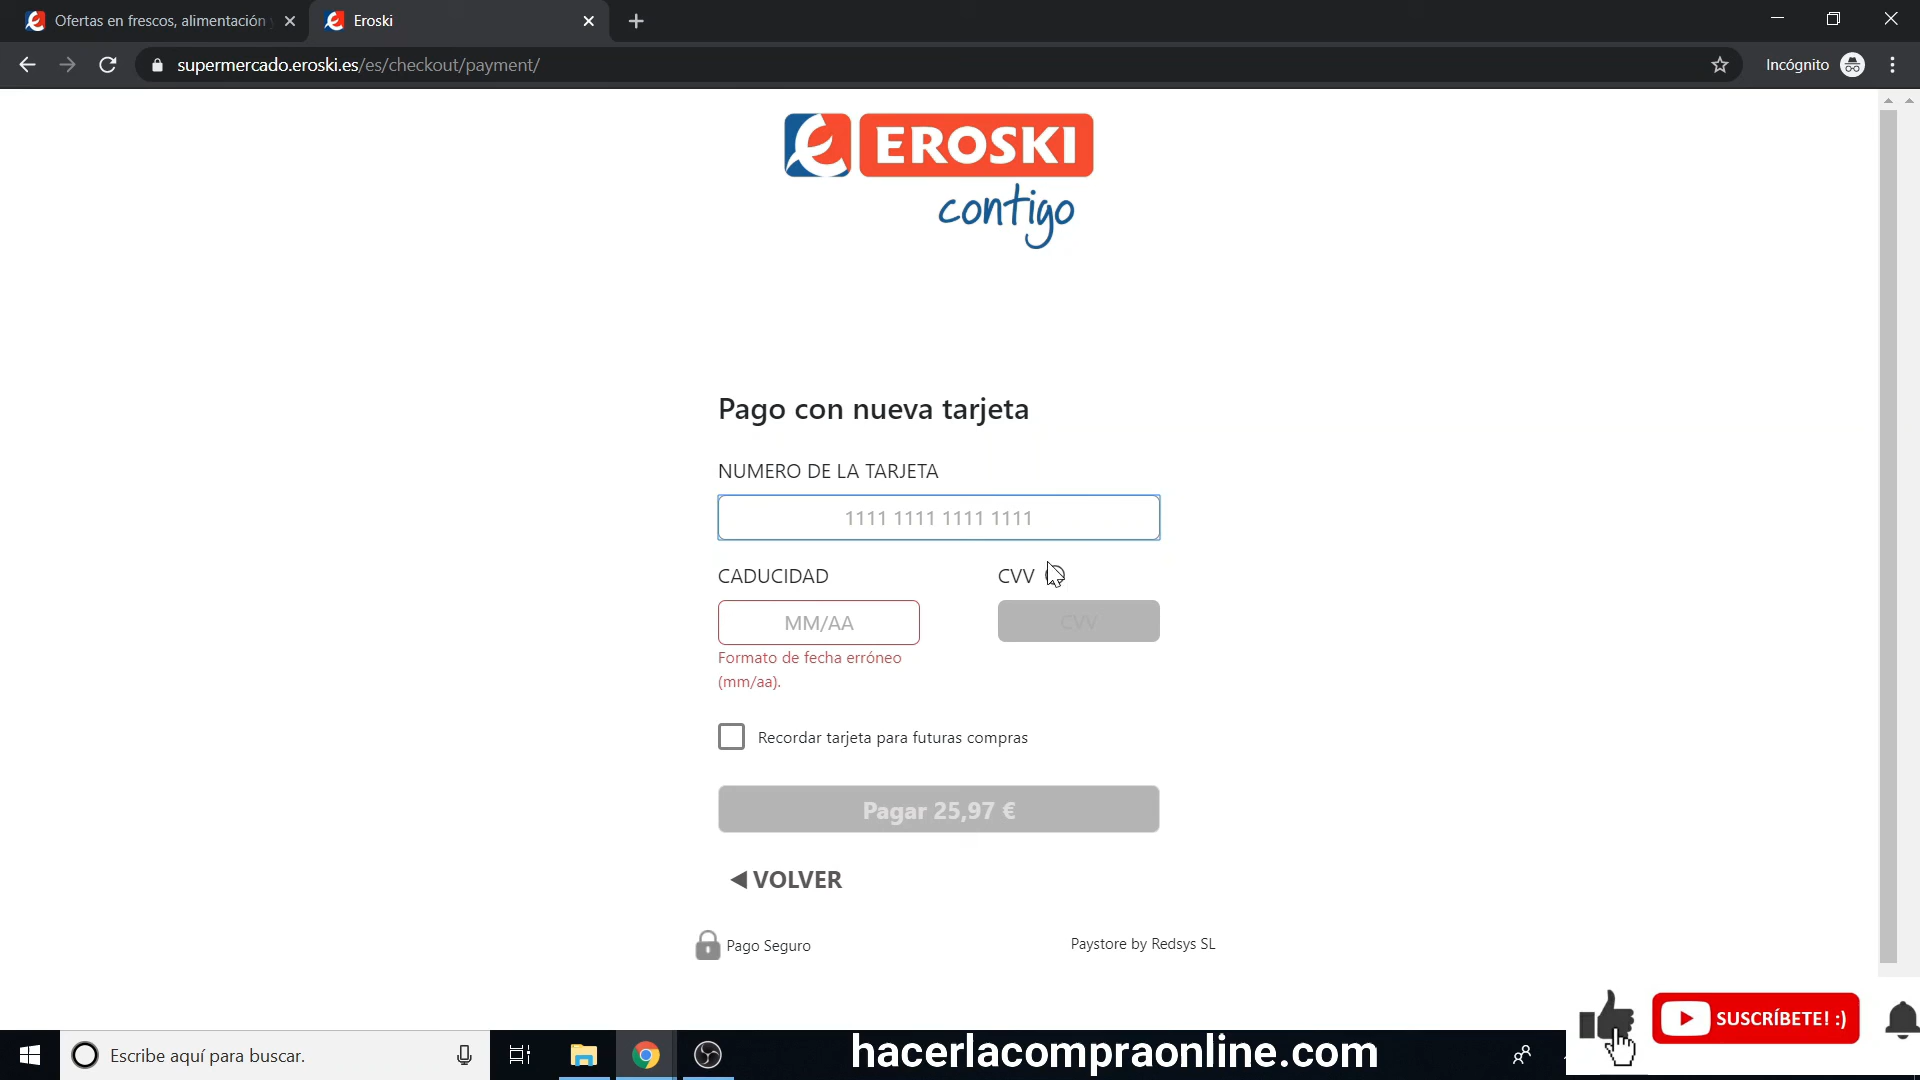 Ofertas en frescos, alimentación
Eroski
supermercado.eroski.es/es/checkout/payment/
Incógnito
EROSKI
contigo
Pago con nueva tarjeta
NUMERO DE LA TARJETA
1111 1111 1111 1111
CADUCIDAD
CVV
MM/AA
CVV
Formato de fecha erróneo
(mm/aa).
Recordar tarjeta para futuras compras
Pagar 25,97 €
◀ VOLVER
Pago Seguro
Paystore by Redsys SL
SUSCRÍBETE! :)
Escribe aquí para buscar.
hacerlacompraonline.com